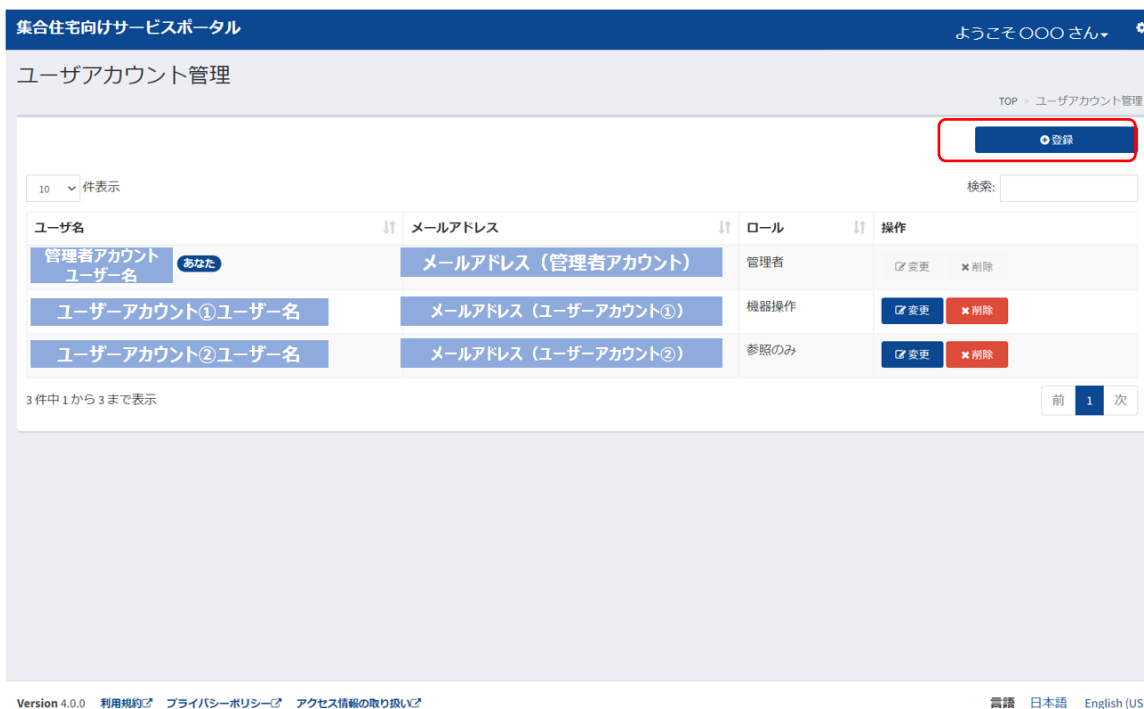 集合住宅向けサービスポータル
ようこそ〇〇〇さん
ユーザアカウント管理
TOP > ユーザアカウント管理
登録
10 件表示
検索:
ユーザ名 メールアドレス ロール 操作
管理者アカウント
ユーザー名
あなた メールアドレス（管理者アカウント） 管理者 変更 削除
ユーザーアカウント①ユーザー名 メールアドレス（ユーザーアカウント①） 機器操作 変更 削除
ユーザーアカウント②ユーザー名 メールアドレス（ユーザーアカウント②） 参照のみ 変更 削除
3件中1から3まで表示
前 1 次
Version 4.0.0 利用規約 プライバシーポリシー アクセス情報の取り扱い 言語 日本語 English (US